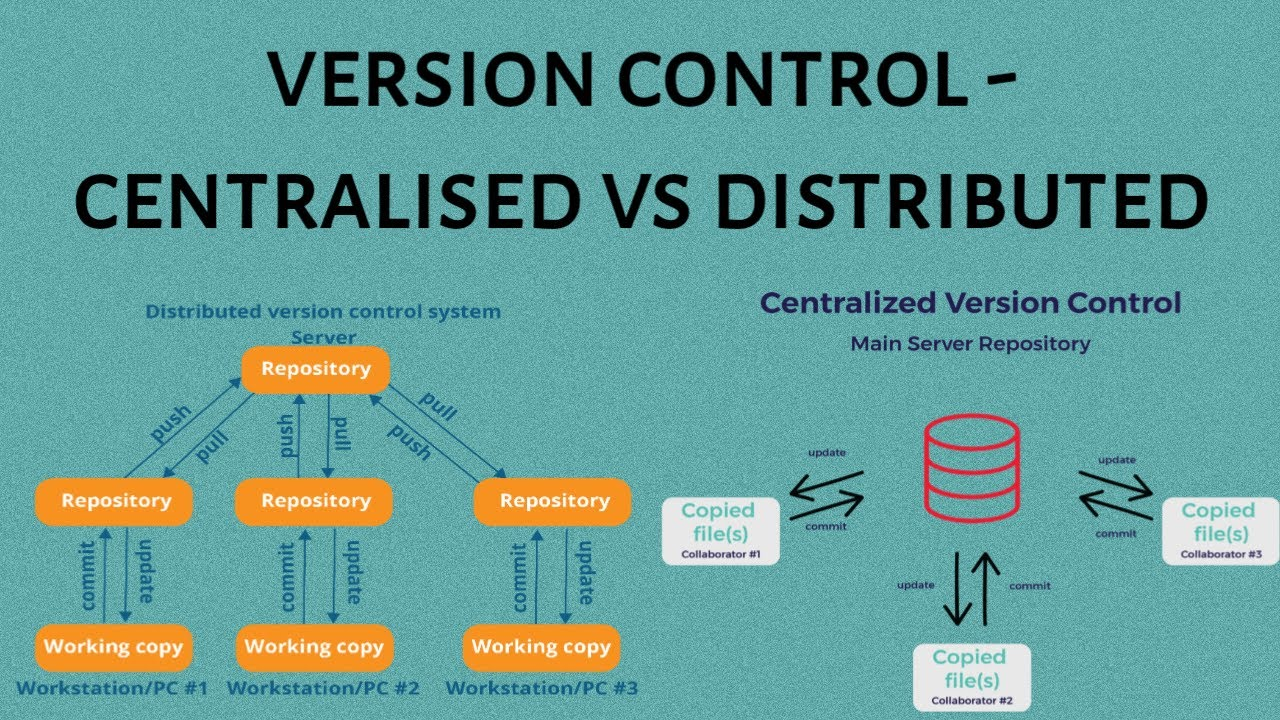 VERSION CONTROL -
CENTRALISED VS DISTRIBUTED
Distributed version control system
Server
Repository
push
pull
push
pull
push
pull
Repository
Repository
Repository
commit
update
commit
update
commit
update
Working copy
Working copy
Working copy
Workstation/PC #1
Workstation/PC #2
Workstation/PC #3
Centralized Version Control
Main Server Repository
update
commit
Copied
file(s)
Collaborator #1
update
commit
Copied
file(s)
Collaborator #3
update
commit
Copied
file(s)
Collaborator #2